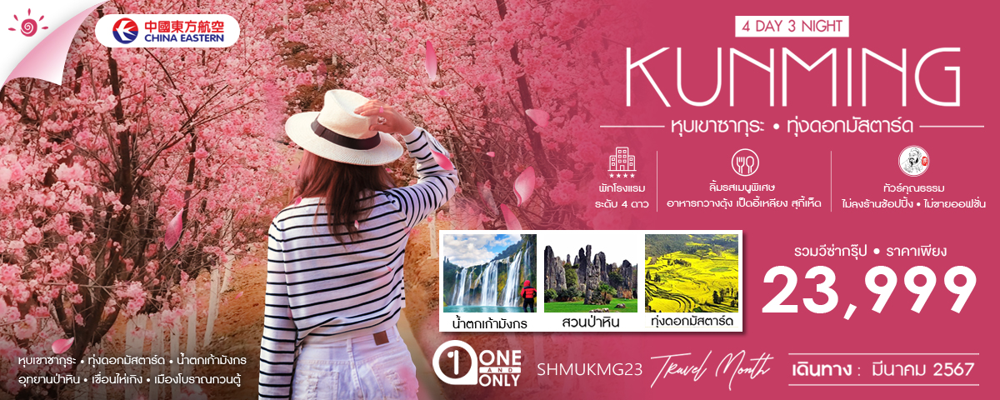 中國東方航空
CHINA EASTERN
4 DAY 3 NIGHT
KUNMING
หุบเขาซากุระ • ทุ่งดอกมัสตาร์ด
พักโรงแรม
ระดับ 4 ดาว
ลิ้มรสเมนูพิเศษ
อาหารกวางตุ้ง เป็ดอี้เหลียง สุกี้เห็ด
ทัวร์คุณธรรม
ไม่ลงร้านช้อปปิ้ง • ไม่ขายออฟชั่น
รวมวีซ่ากรุ๊ป • ราคาเพียง
23,999
น้ำตกเก้ามังกร
สวนป่าหิน
ทุ่งดอกมัสตาร์ด
หุบเขาซากุระ • ทุ่งดอกมัสตาร์ด • น้ำตกเก้ามังกร
อุทยานป่าหิน • เขื่อนไห่เกิง • เมืองโบราณกวนตู้
1 ONE
AND
ONLY
SHMUKMG23
Travel Month
เดินทาง : มีนาคม 2567